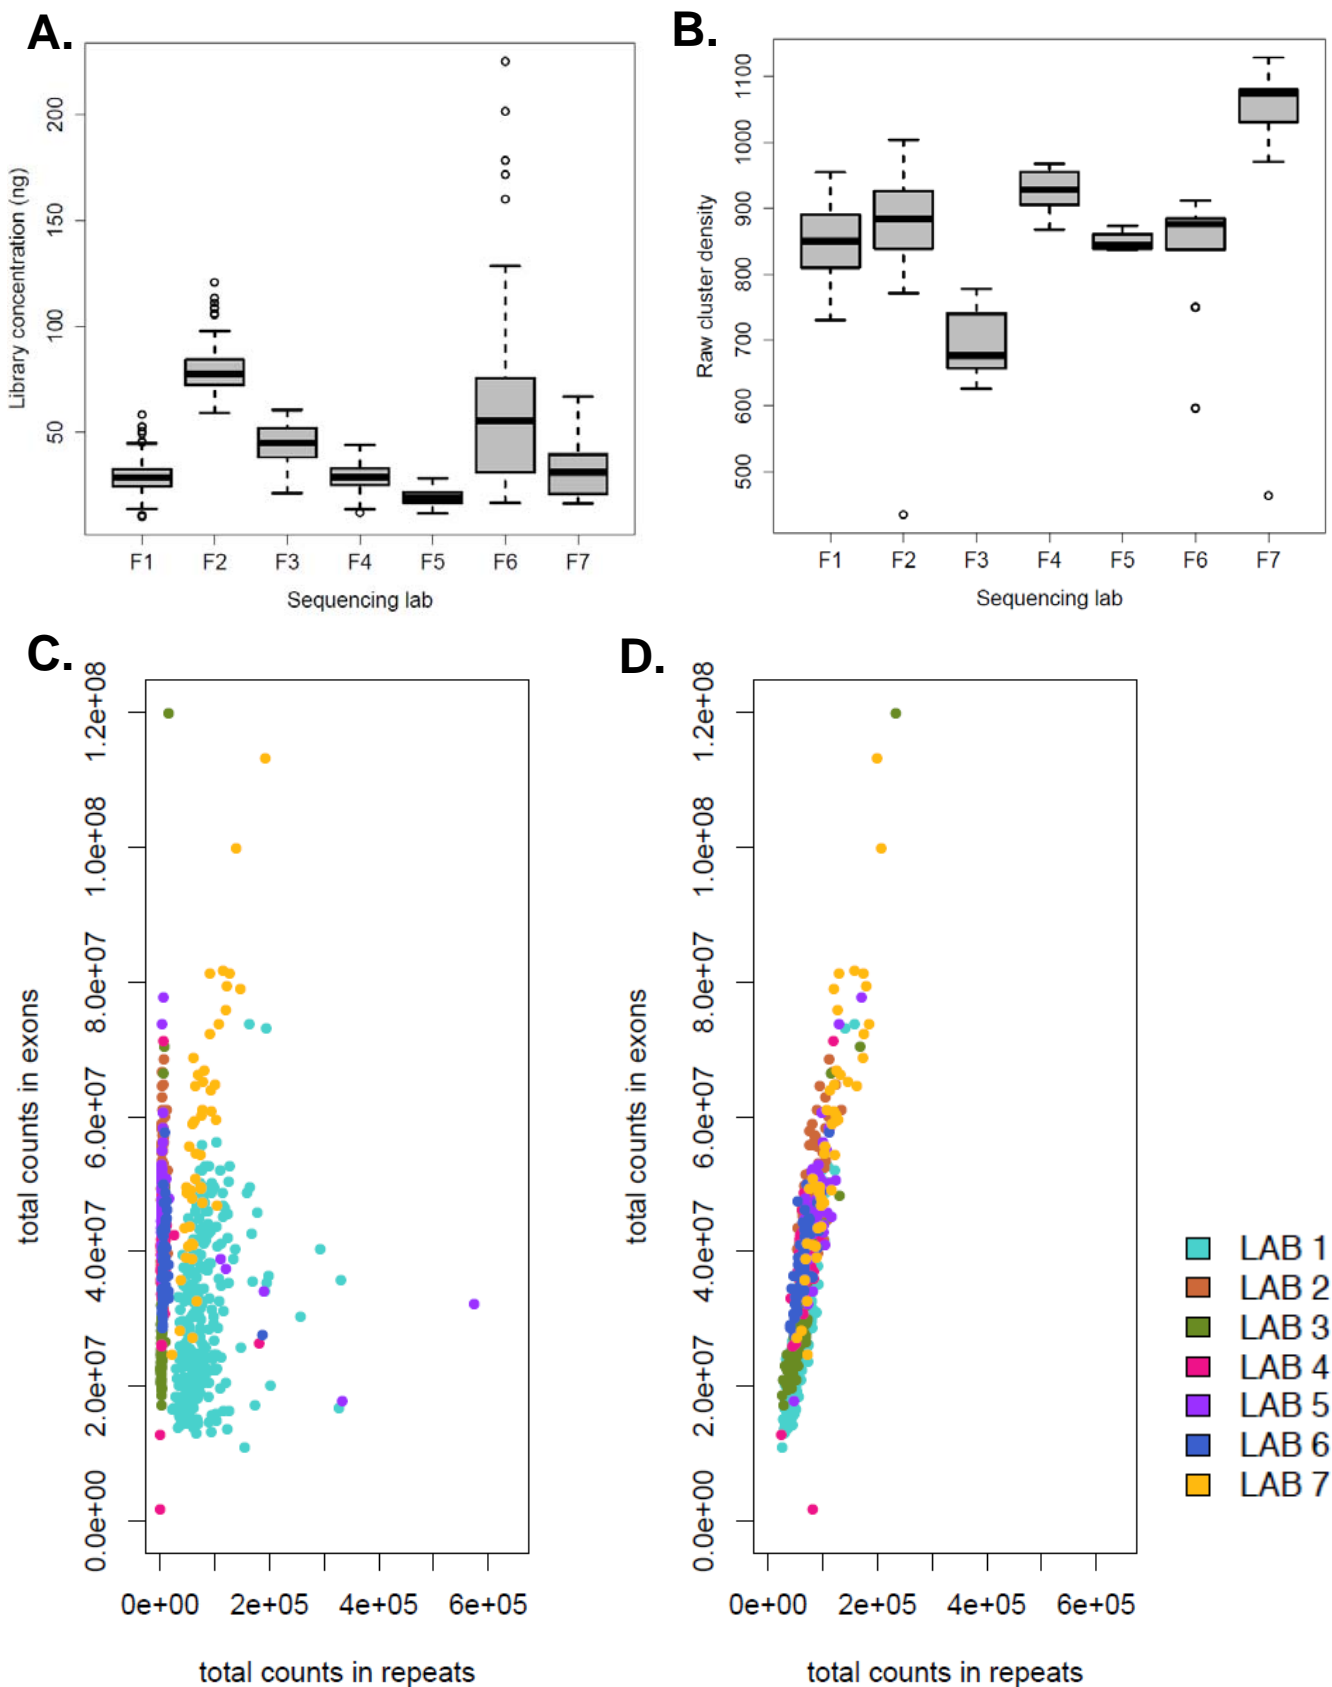 A.
B.
Library concentration (ng)
200
150
100
50
F1 F2 F3 F4 F5 F6 F7
Sequencing lab
Raw cluster density
1100
1000
900
800
700
600
500
F1 F2 F3 F4 F5 F6 F7
Sequencing lab
C.
D.
total counts in exons
1.2e+08
1.0e+08
8.0e+07
6.0e+07
4.0e+07
2.0e+07
0.0e+00
0e+00 2e+05 4e+05 6e+05
total counts in repeats
total counts in exons
1.2e+08
1.0e+08
8.0e+07
6.0e+07
4.0e+07
2.0e+07
0.0e+00
0e+00 2e+05 4e+05 6e+05
total counts in repeats
LAB 1
LAB 2
LAB 3
LAB 4
LAB 5
LAB 6
LAB 7